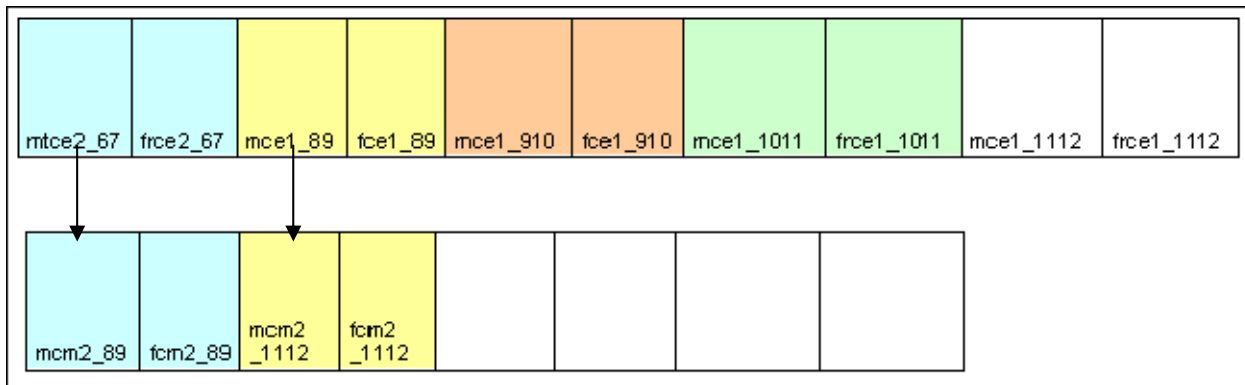 mtce2_67
frce2_67
mce1_89
fce1_89
mce1_910
fce1_910
mce1_1011
frce1_1011
mce1_1112
frce1_1112
mcm2_89
fcm2_89
mcm2
_1112
fcm2
_1112